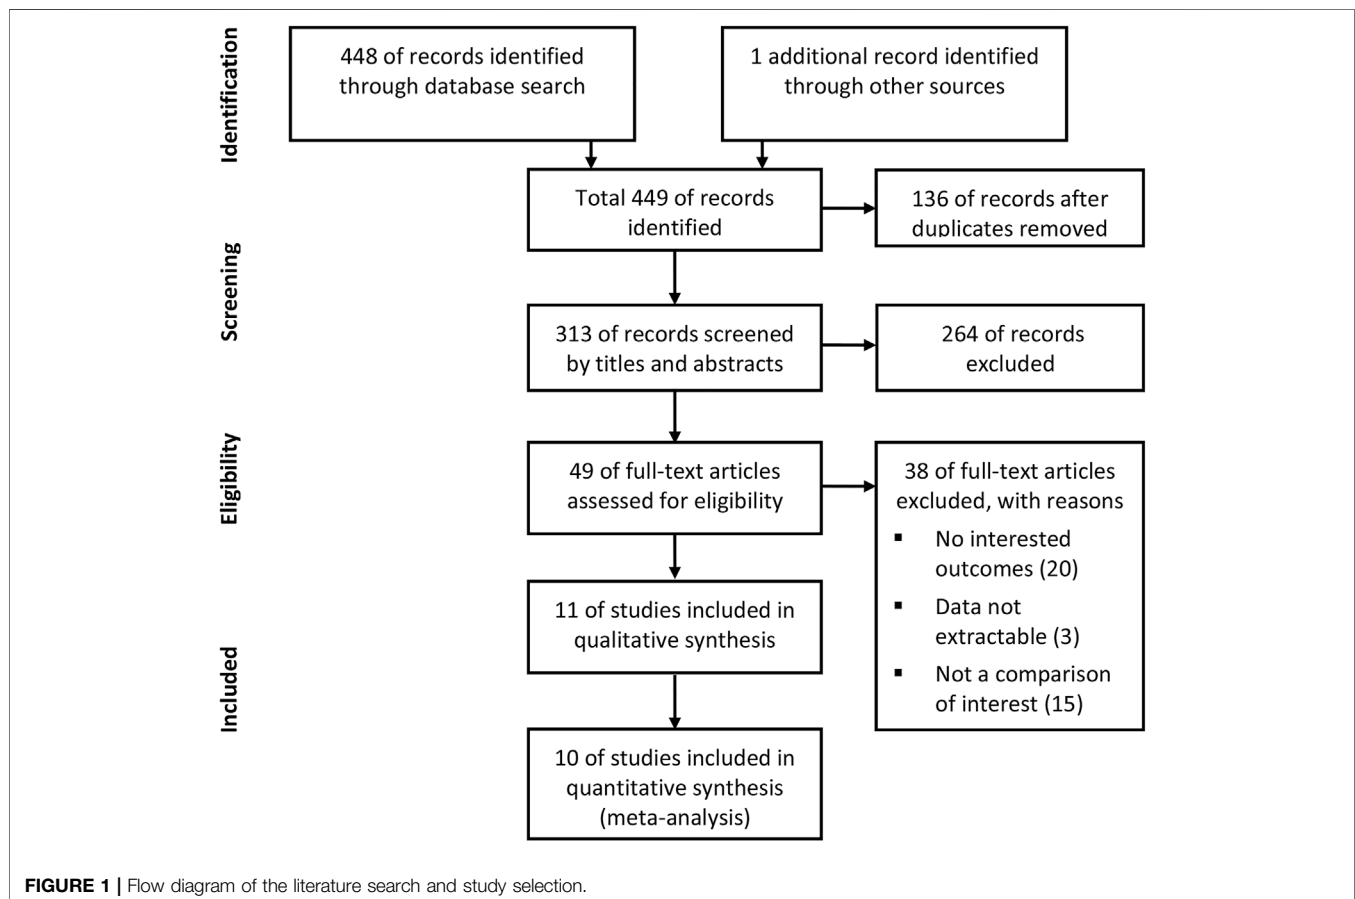 Identification
448 of records identified
through database search
1 additional record identified
through other sources
Total 449 of records
identified
136 of records after
duplicates removed
Screening
313 of records screened
by titles and abstracts
264 of records
excluded
Eligibility
49 of full-text articles
assessed for eligibility
38 of full-text articles
excluded, with reasons
▪ No interested
outcomes (20)
▪ Data not
extractable (3)
▪ Not a comparison
of interest (15)
Included
11 of studies included in
qualitative synthesis
10 of studies included in
quantitative synthesis
(meta-analysis)
FIGURE 1 | Flow diagram of the literature search and study selection.